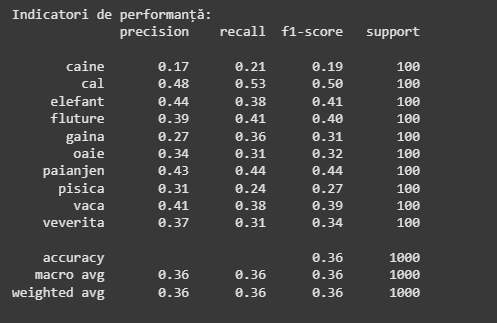 Indicatori de performanță:
precision recall f1-score support
caine 0.17 0.21 0.19 100
cal 0.48 0.53 0.50 100
elefant 0.44 0.38 0.41 100
fluture 0.39 0.41 0.40 100
gaina 0.27 0.36 0.31 100
oaie 0.34 0.31 0.32 100
paianjen 0.43 0.44 0.44 100
pisica 0.31 0.24 0.27 100
vaca 0.41 0.38 0.39 100
veverita 0.37 0.31 0.34 100
accuracy 0.36 1000
macro avg 0.36 0.36 0.36 1000
weighted avg 0.36 0.36 0.36 1000